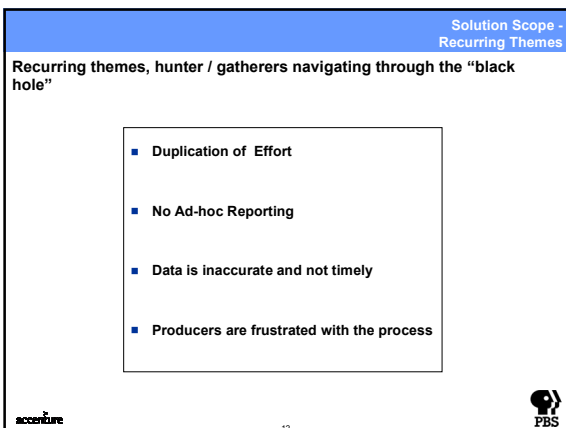 Solution Scope -
Recurring Themes
Recurring themes, hunter / gatherers navigating through the “black
hole”
Duplication of Effort
No Ad-hoc Reporting
Data is inaccurate and not timely
Producers are frustrated with the process
accenture
PBS